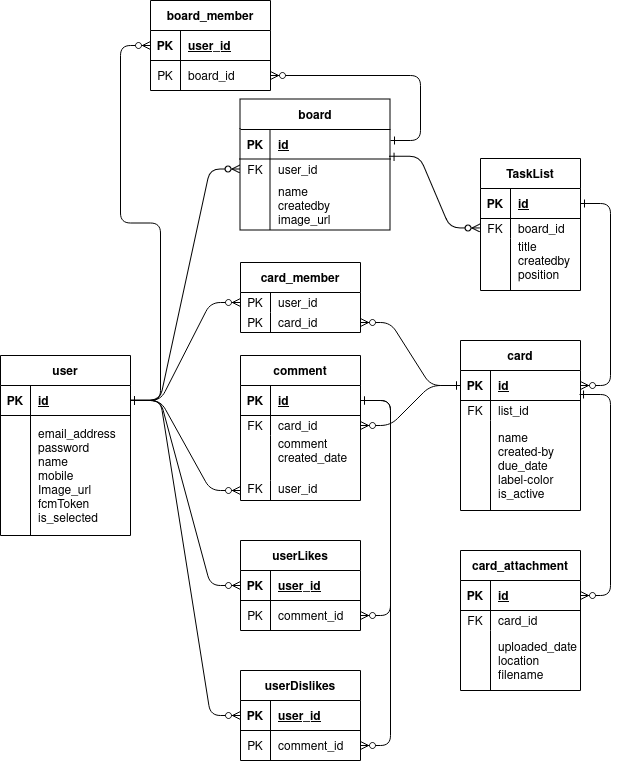 board_member
PK user_id
PK board_id
board
PK id
FK user_id
name
createdby
image_url
TaskList
PK id
FK board_id
title
createdby
position
card_member
PK user_id
PK card_id
user
PK id
email_address
password
name
mobile
Image_url
fcmToken
is_selected
comment
PK id
FK card_id
comment
created_date
FK user_id
card
PK id
FK list_id
name
created-by
due_date
label-color
is_active
userLikes
PK user_id
PK comment_id
card_attachment
PK id
FK card_id
uploaded_date
location
filename
userDislikes
PK user_id
PK comment_id